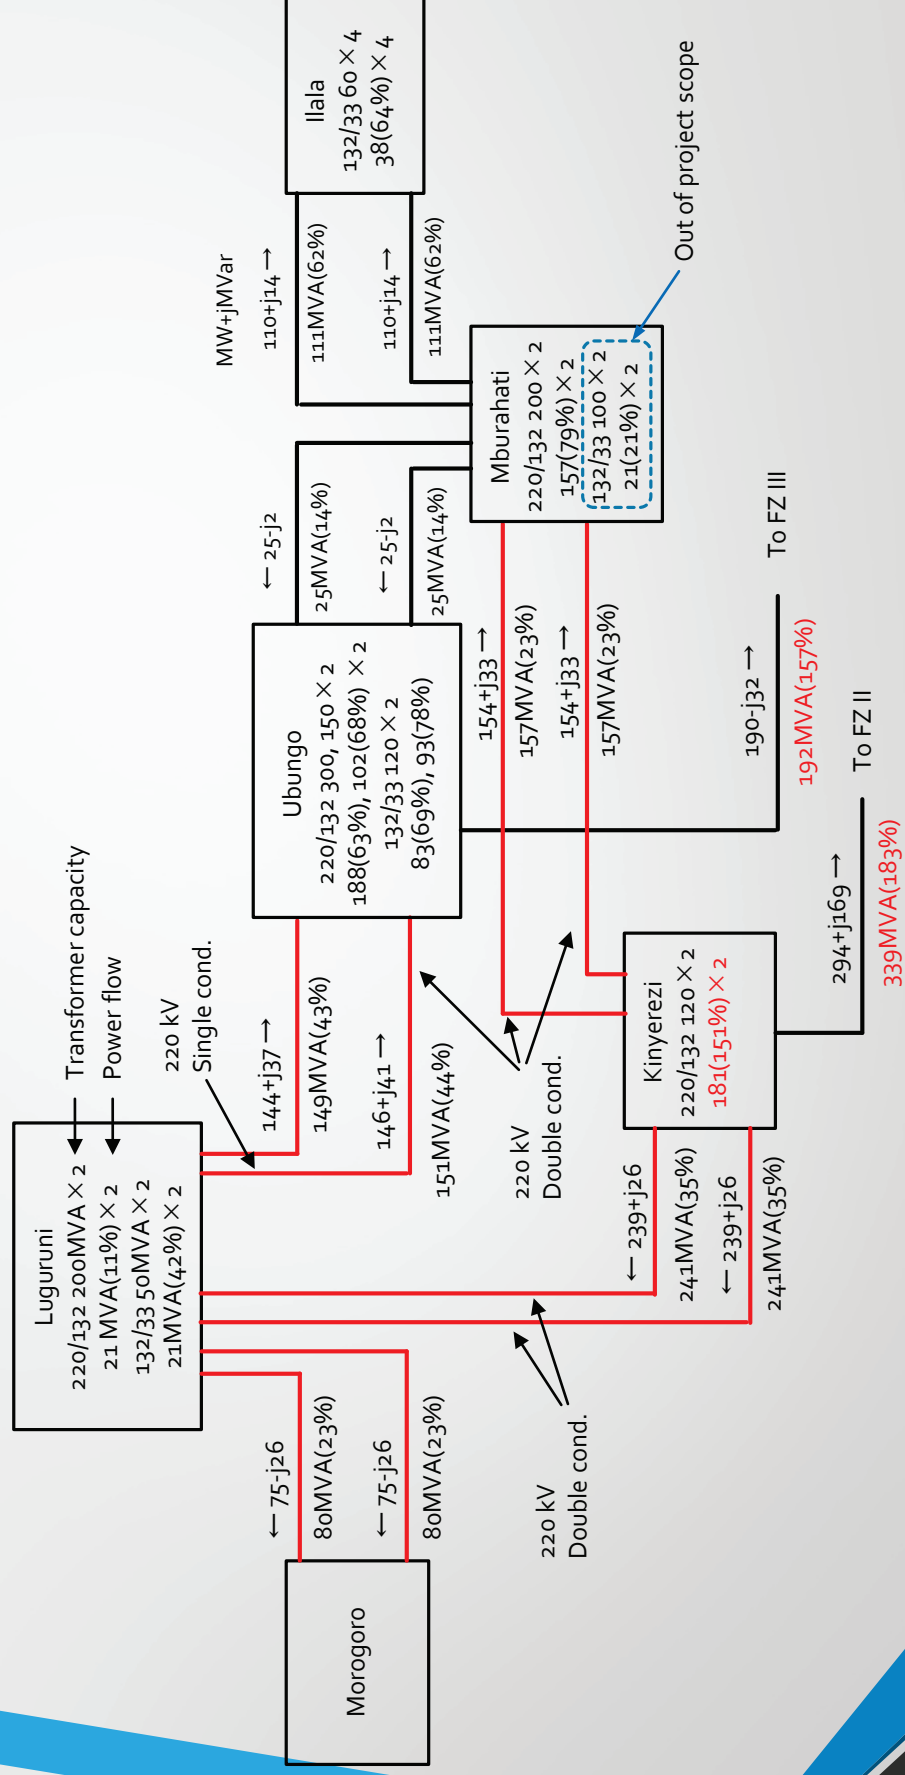 Morogoro
← 75-j26
80MVA(23%)
← 75-j26
80MVA(23%)
220 kV
Double cond.
Luguruni
220/132 200MVA × 2
21 MVA(11%) × 2
132/33 50MVA × 2
21MVA(42%) × 2
Transformer capacity
Power flow
220 kV
Single cond.
144+j37 →
149MVA(43%)
146+j41 →
151MVA(44%)
220 kV
Double cond.
← 239+j26
241MVA(35%)
← 239+j26
241MVA(35%)
Ubungo
220/132 300, 150 × 2
188(63%), 102(68%) × 2
132/33 120 × 2
83(69%), 93(78%)
Kinyerezi
220/132 120 × 2
181(151%) × 2
← 25-j2
25MVA(14%)
← 25-j2
25MVA(14%)
154+j33 →
157MVA(23%)
154+j33 →
157MVA(23%)
190-j32 →
192MVA(157%)
To FZ III
294+j169 →
339MVA(183%)
To FZ II
Mburahati
220/132 200 × 2
157(79%) × 2
132/33 100 × 2
21(21%) × 2
Out of project scope
MW+jMVar
110+j14 →
111MVA(62%)
110+j14 →
111MVA(62%)
Ilala
132/33 60 × 4
38(64%) × 4